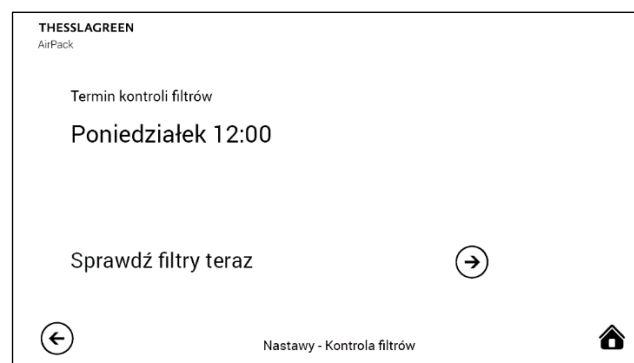 THESSLAGREEN
AirPack
Termin kontroli filtrów
Poniedziałek 12:00
Sprawdź filtry teraz
Nastawy - Kontrola filtrów